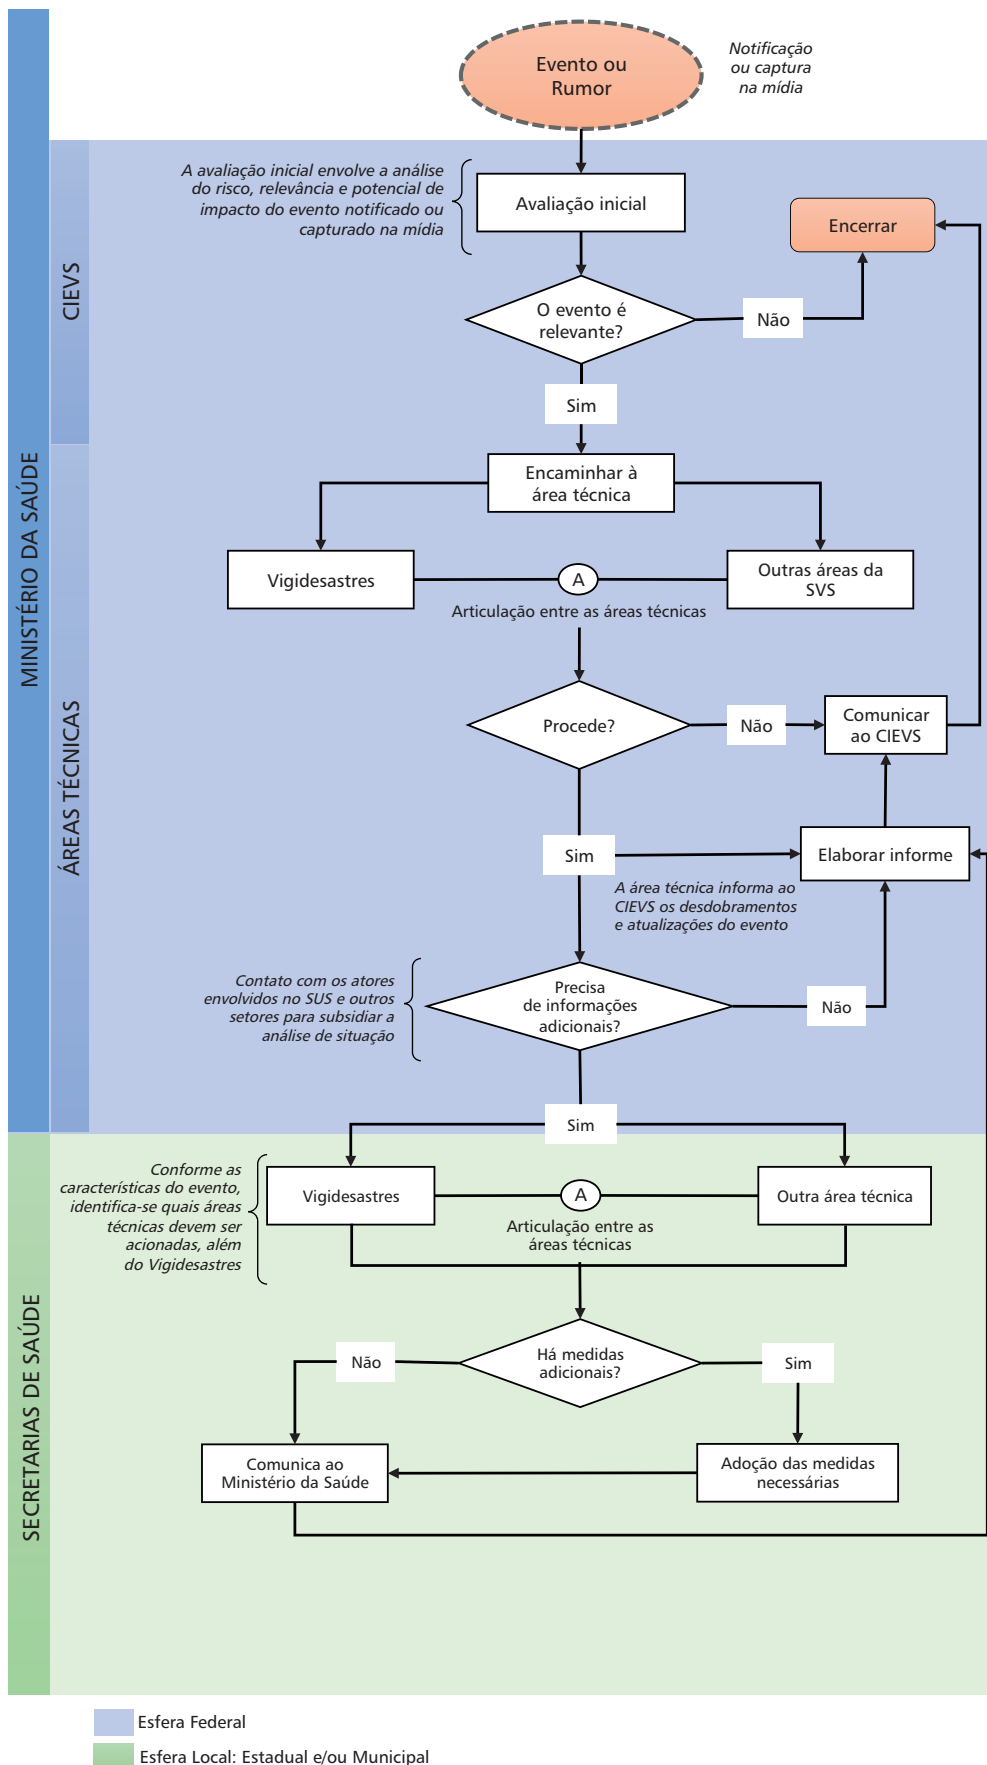 Evento ou
Rumor
Notificação
ou captura
na mídia
MINISTÉRIO DA SAÚDE
CIEVS
A avaliação inicial envolve a análise
do risco, relevância e potencial de
impacto do evento notificado ou
capturado na mídia
Avaliação inicial
Encerrar
O evento é
relevante?
Não
Sim
ÁREAS TÉCNICAS
Encaminhar à
área técnica
Vigidesastres
A
Outras áreas da
SVS
Articulação entre as áreas técnicas
Procede?
Não
Comunicar
ao CIEVS
Sim
Elaborar informe
A área técnica informa ao
CIEVS os desdobramentos
e atualizações do evento
Contato com os atores
envolvidos no SUS e outros
setores para subsidiar a
análise de situação
Precisa
de informações
adicionais?
Não
Sim
SECRETARIAS DE SAÚDE
Conforme as
características do evento,
identifica-se quais áreas
técnicas devem ser
acionadas, além
do Vigidesastres
Vigidesastres
A
Outra área técnica
Articulação entre as
áreas técnicas
Há medidas
adicionais?
Não
Sim
Comunica ao
Ministério da Saúde
Adoção das medidas
necessárias
Esfera Federal
Esfera Local: Estadual e/ou Municipal